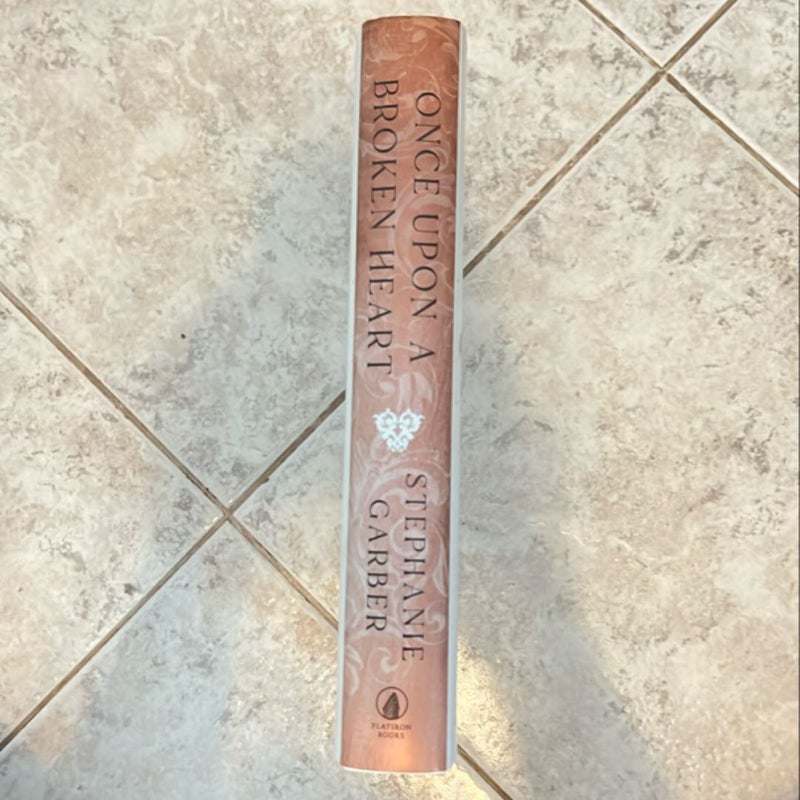 ONCE UPON A
BROKEN HEART
STEPHANIE
GARBER
FLATIRON
BOOKS